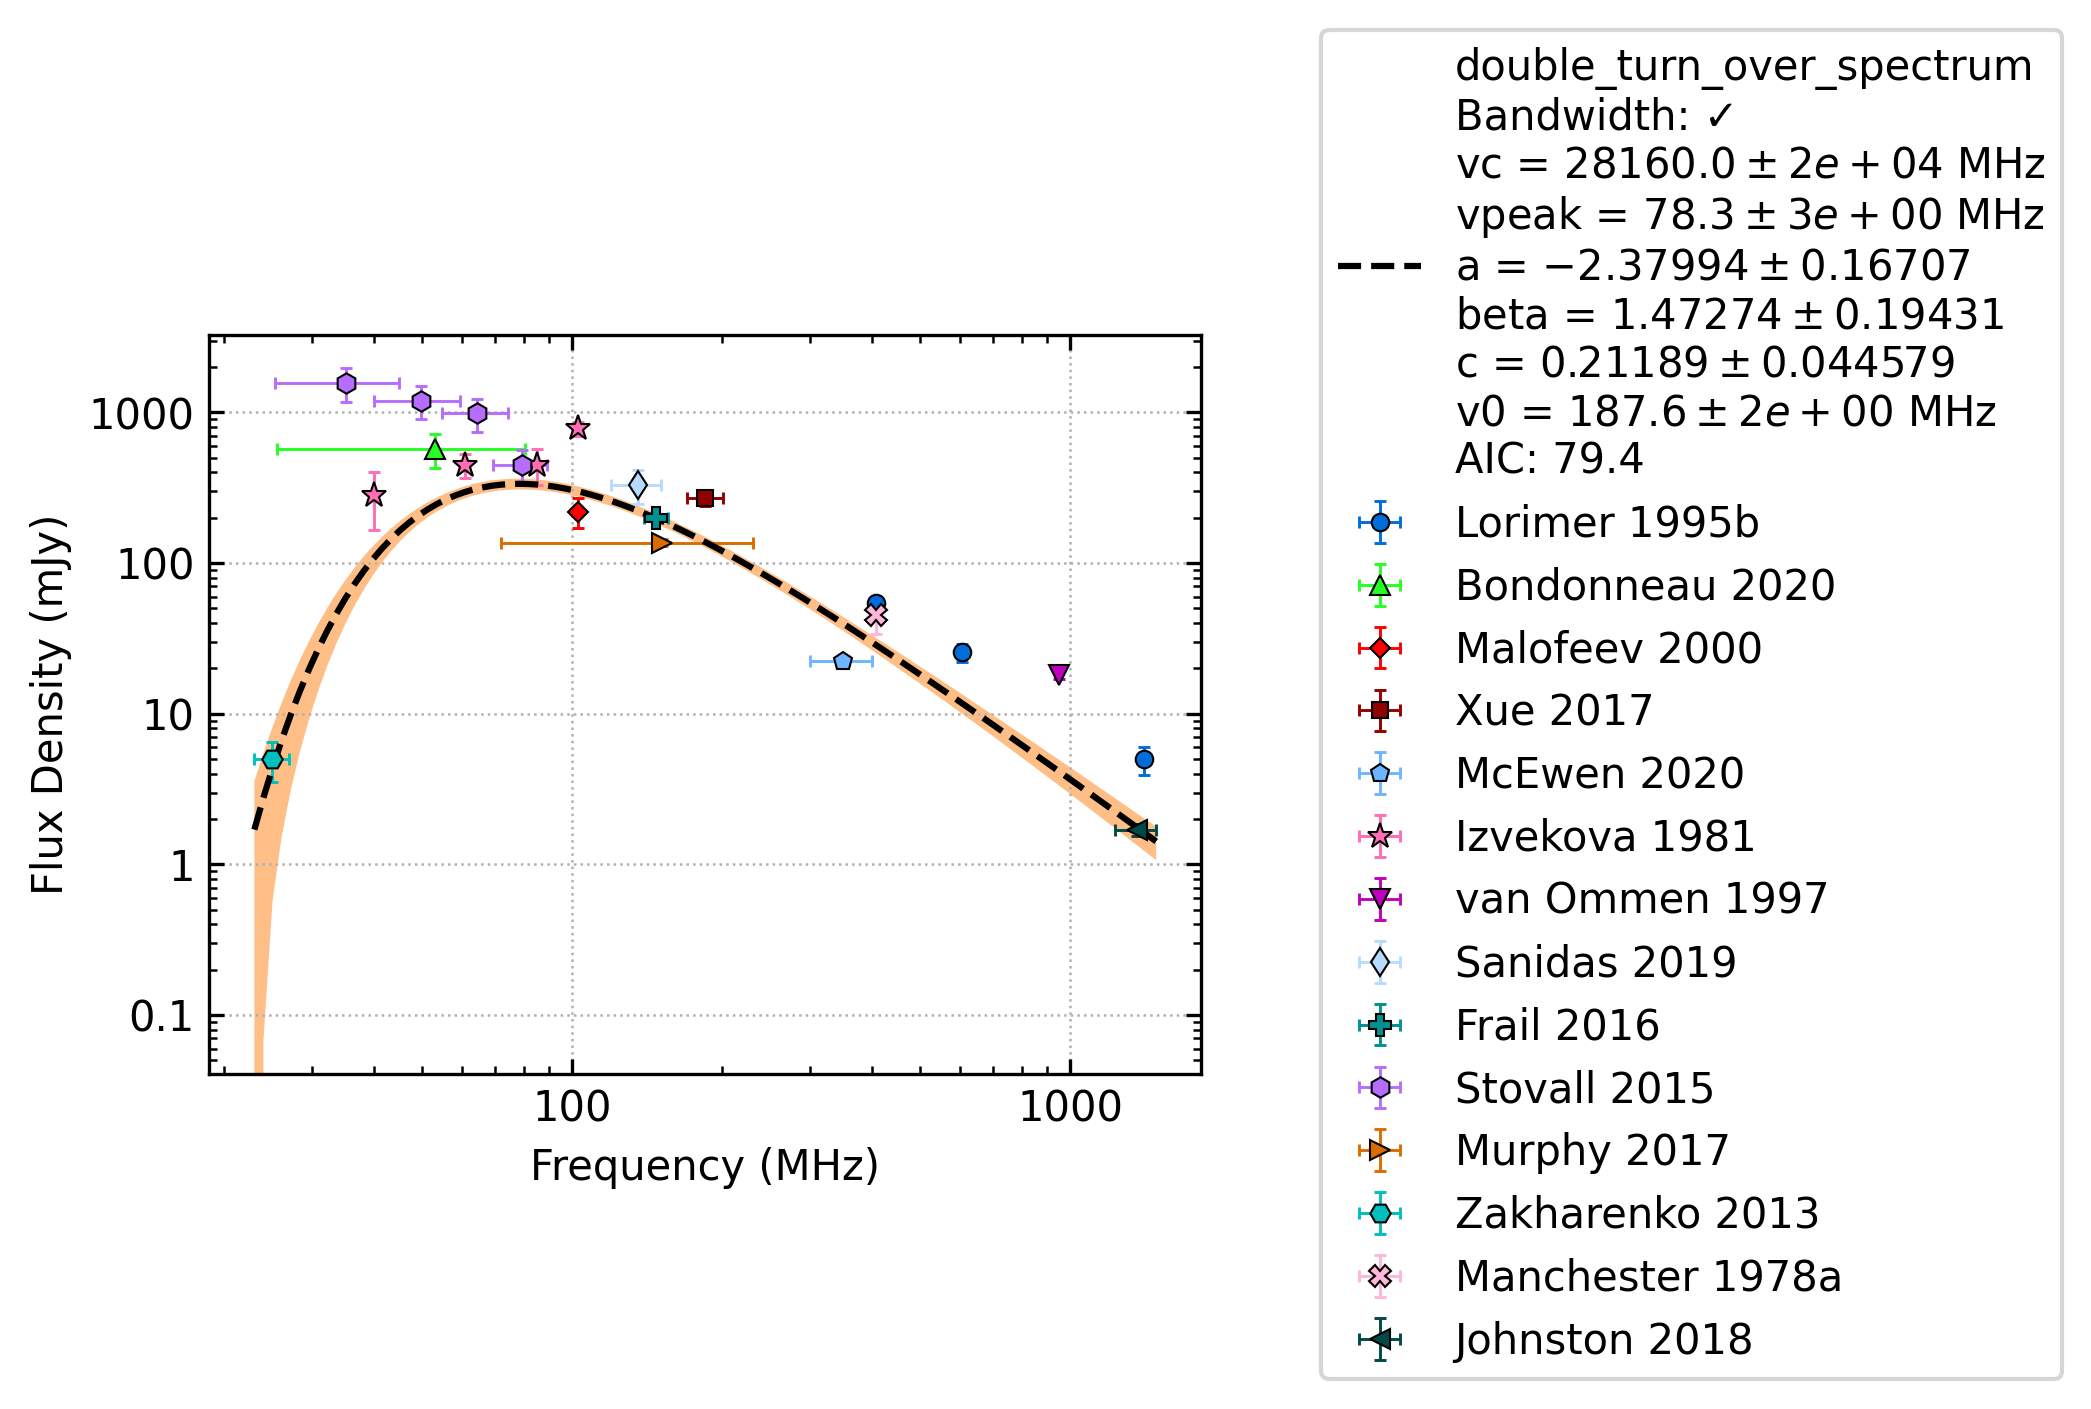 double_turn_over_spectrum
Bandwidth: ✓
vc = 28160.0 ± 2e + 04 MHz
vpeak = 78.3 ± 3e + 00 MHz
a = −2.37994 ± 0.16707
beta = 1.47274 ± 0.19431
c = 0.21189 ± 0.044579
v0 = 187.6 ± 2e + 00 MHz
AIC: 79.4
Lorimer 1995b
Bondonneau 2020
Malofeev 2000
Xue 2017
McEwen 2020
Izvekova 1981
van Ommen 1997
Sanidas 2019
Frail 2016
Stovall 2015
Murphy 2017
Zakharenko 2013
Manchester 1978a
Johnston 2018
Flux Density (mJy)
1000
100
10
1
0.1
100
1000
Frequency (MHz)